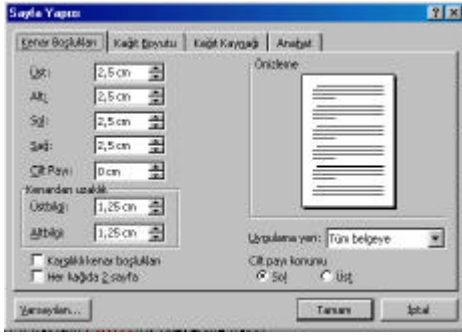 Sayfa Yapısı
Kenar Boşlukları Kağıt Boyutu Kağıt Kaynağı Anahat
Üst: 2,5 cm
Alt: 2,5 cm
Sol: 2,5 cm
Sağ: 2,5 cm
Cilt Payı: 0 cm
Kenardan uzaklık
Üstbilgi: 1,25 cm
Altbilgi: 1,25 cm
Karşılıklı kenar boşlukları
Her kağıda 2 sayfa
Önizleme
Uygulama yeri: Tüm belgeye
Cilt payı konumu
Sol Üst
Varsayılan... Tamam İptal